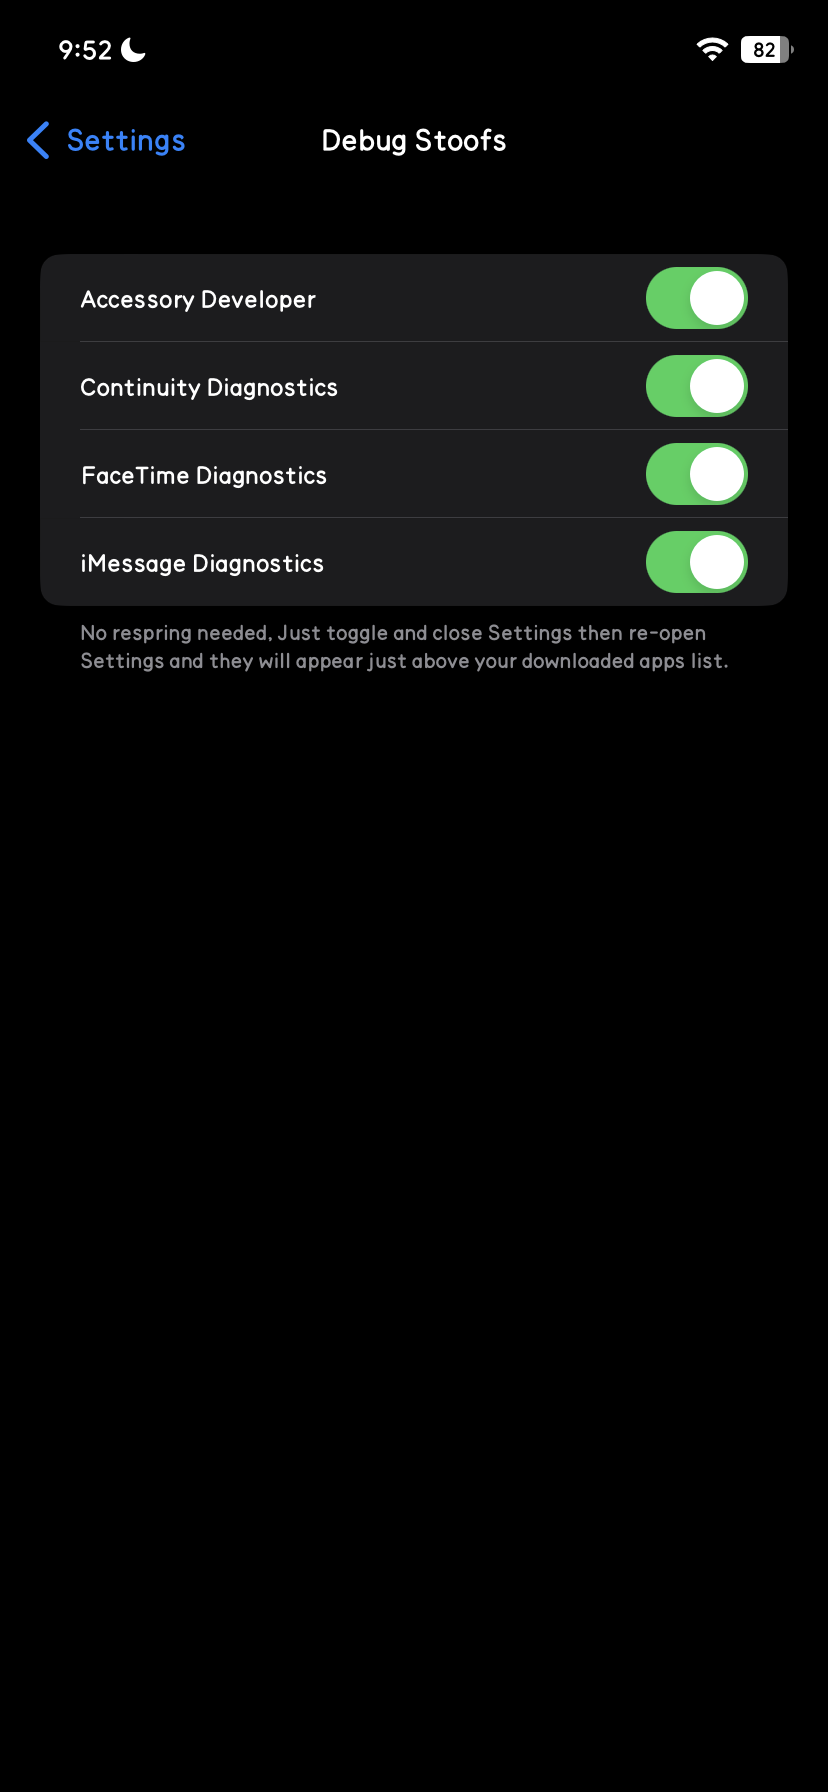 9:52
82
Settings
Debug Stoofs
Accessory Developer
Continuity Diagnostics
FaceTime Diagnostics
iMessage Diagnostics
No respring needed, Just toggle and close Settings then re-open
Settings and they will appear just above your downloaded apps list.